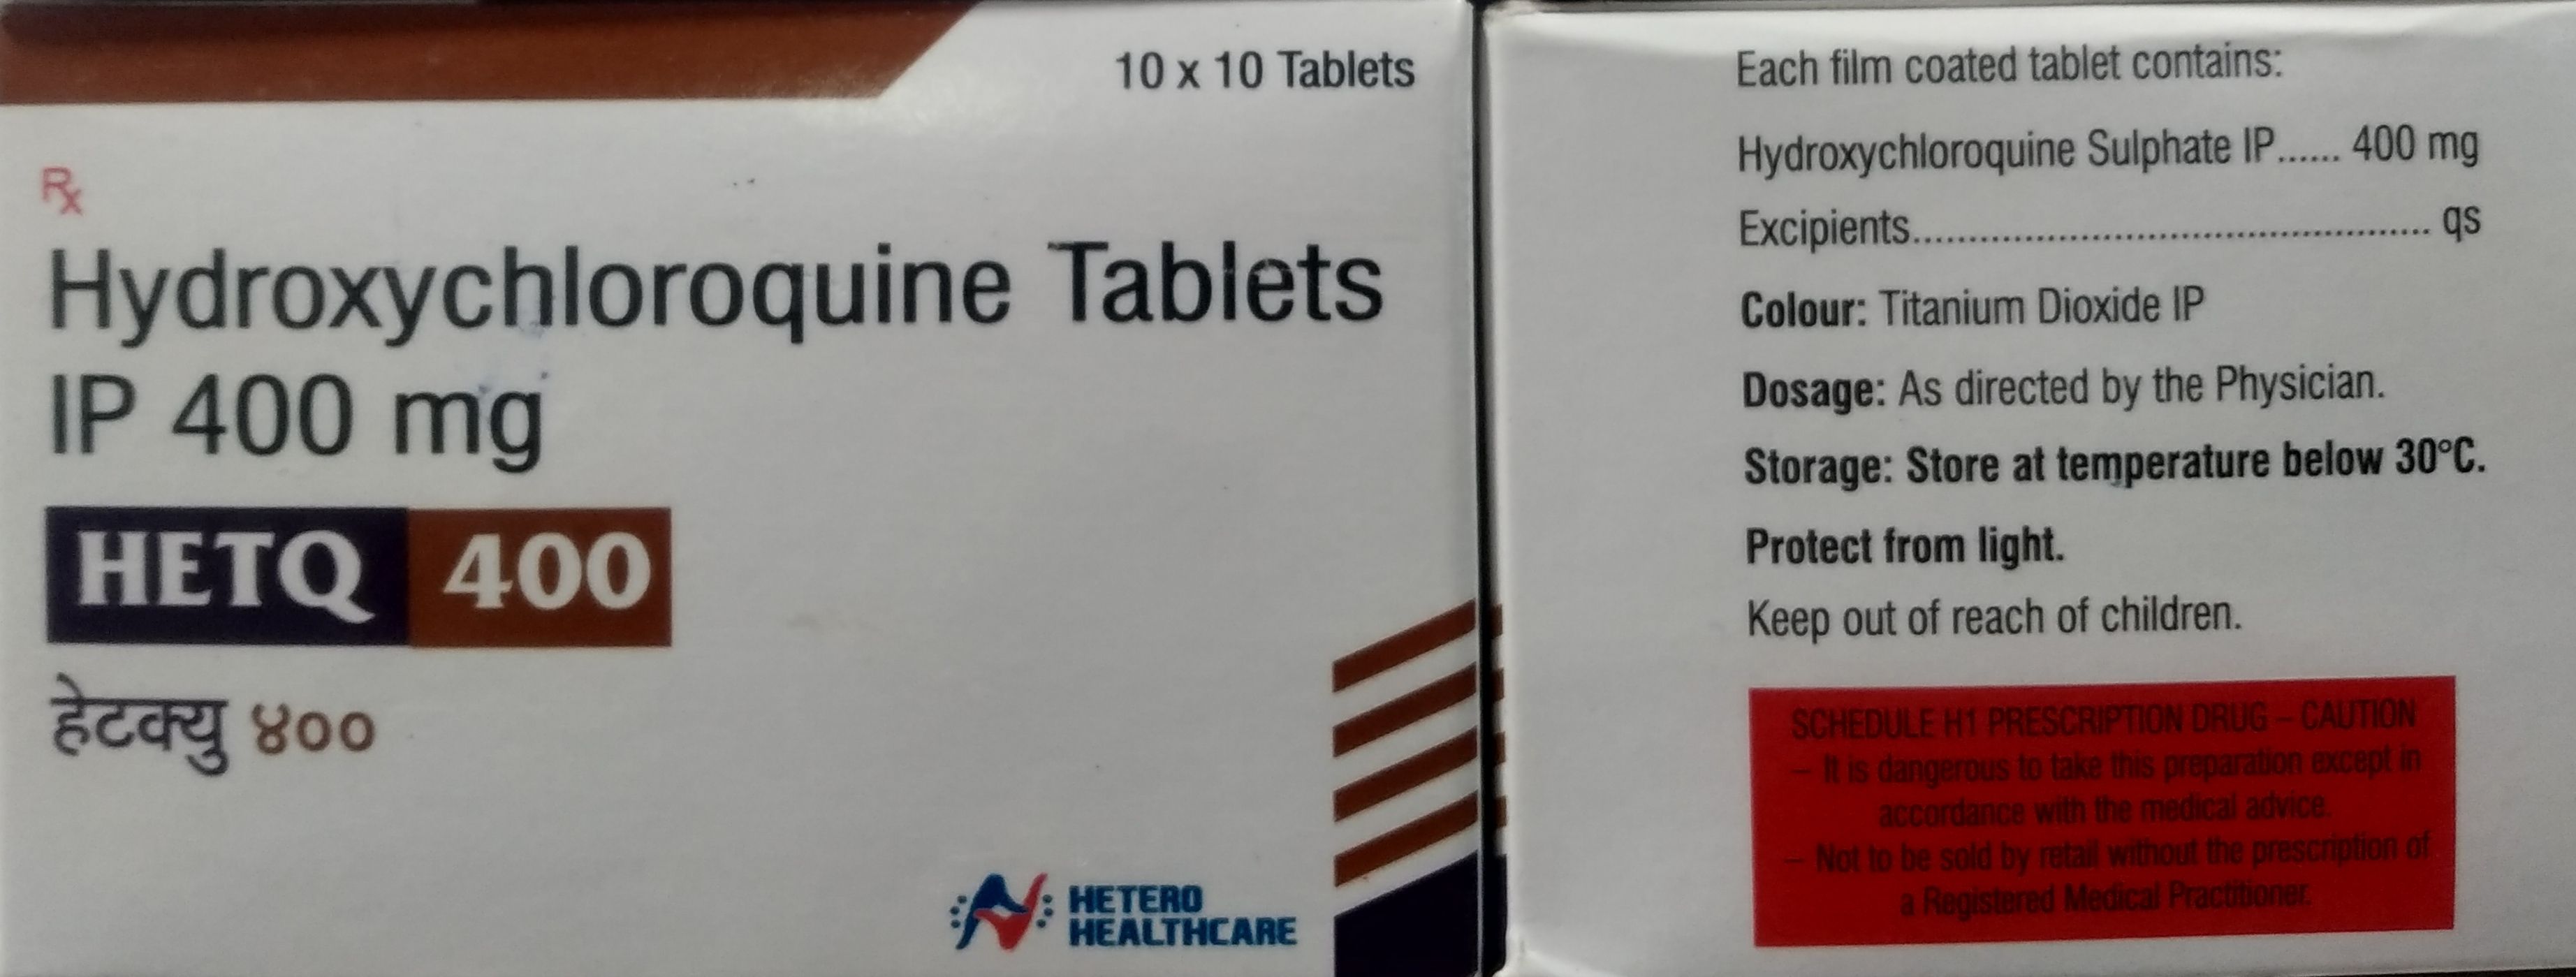 10 x 10 Tablets
Rx
Hydroxychloroquine Tablets
IP 400 mg
HETQ 400
हेटक्यु ४००
HETERO
HEALTHCARE
Each film coated tablet contains:
Hydroxychloroquine Sulphate IP...... 400 mg
Excipients............................................... qs
Colour: Titanium Dioxide IP
Dosage: As directed by the Physician.
Storage: Store at temperature below 30°C.
Protect from light.
Keep out of reach of children.
SCHEDULE H1 PRESCRIPTION DRUG – CAUTION
– It is dangerous to take this preparation except in
accordance with the medical advice.
– Not to be sold by retail without the prescription of
a Registered Medical Practitioner.